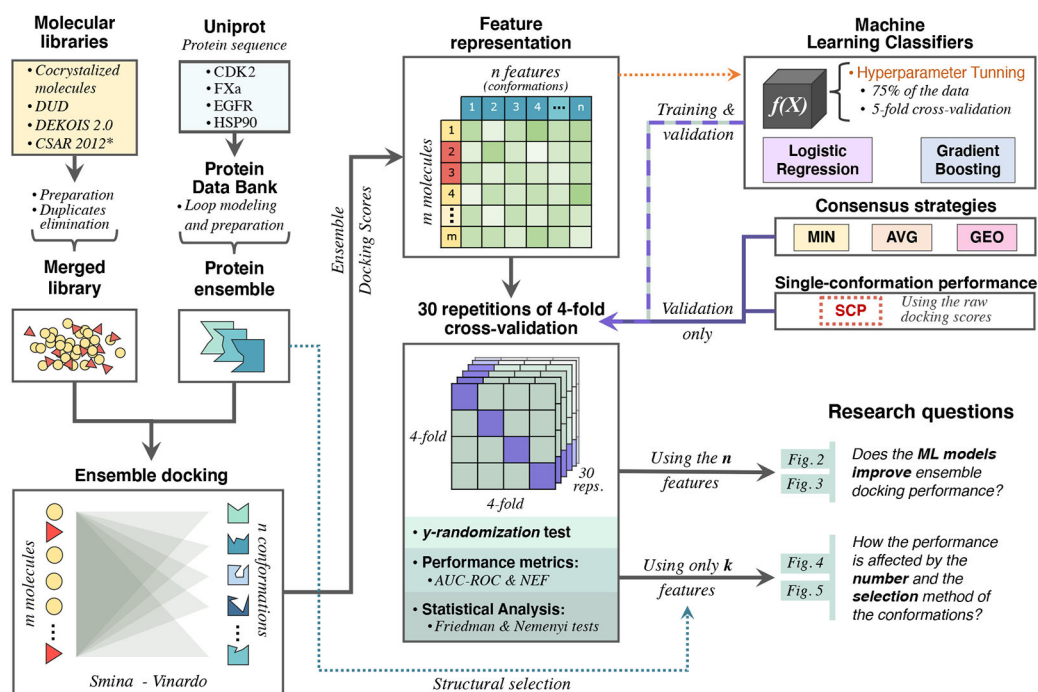 Molecular
libraries
• Cocrystalized
molecules
• DUD
• DEKOIS 2.0
• CSAR 2012*
• Preparation
• Duplicates
elimination
Merged
library
Uniprot
Protein sequence
• CDK2
• FXa
• EGFR
• HSP90
Protein
Data Bank
• Loop modeling
and preparation
Protein
ensemble
Ensemble docking
m molecules
n conformations
Smina - Vinardo
Ensemble
Docking Scores
Feature
representation
n features
(conformations)
1 2 3 4 ... n
m molecules
1
2
3
4
...
m
30 repetitions of 4-fold
cross-validation
4-fold
4-fold
30
reps.
• y-randomization test
• Performance metrics:
• AUC-ROC & NEF
• Statistical Analysis:
• Friedman & Nemenyi tests
Structural selection
Machine
Learning Classifiers
f(X)
• Hyperparameter Tunning
• 75% of the data
• 5-fold cross-validation
Logistic
Regression
Gradient
Boosting
Training &
validation
Consensus strategies
MIN AVG GEO
Single-conformation performance
SCP
Using the raw
docking scores
Validation
only
Research questions
Using the n
features
Fig. 2
Fig. 3
Does the ML models
improve ensemble
docking performance?
Using only k
features
Fig. 4
Fig. 5
How the performance
is affected by the
number and the
selection method of
the conformations?